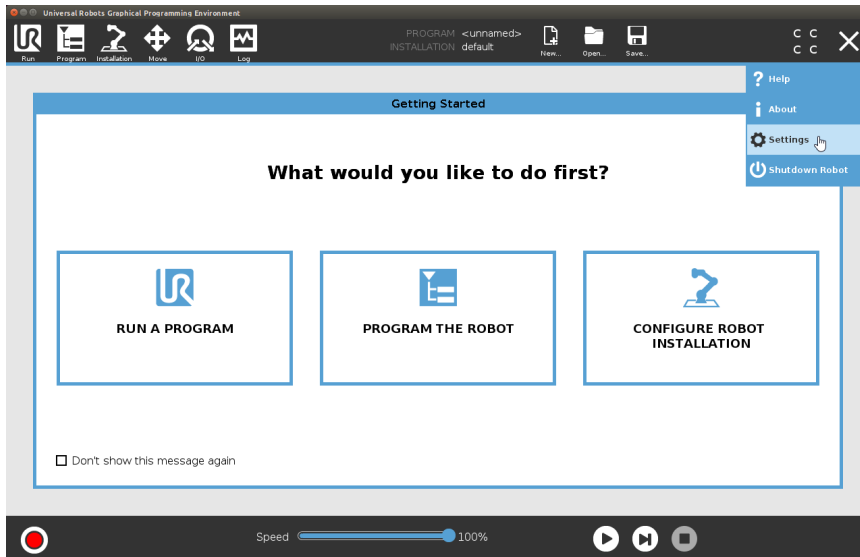 Universal Robots Graphical Programming Environment
PROGRAM <unnamed>
INSTALLATION default
Run
Program
Installation
Move
I/O
Log
New...
Open...
Save...
C C
C C
Help
About
Settings
Shutdown Robot
Getting Started
What would you like to do first?
RUN A PROGRAM
PROGRAM THE ROBOT
CONFIGURE ROBOT
INSTALLATION
Don't show this message again
Speed
100%